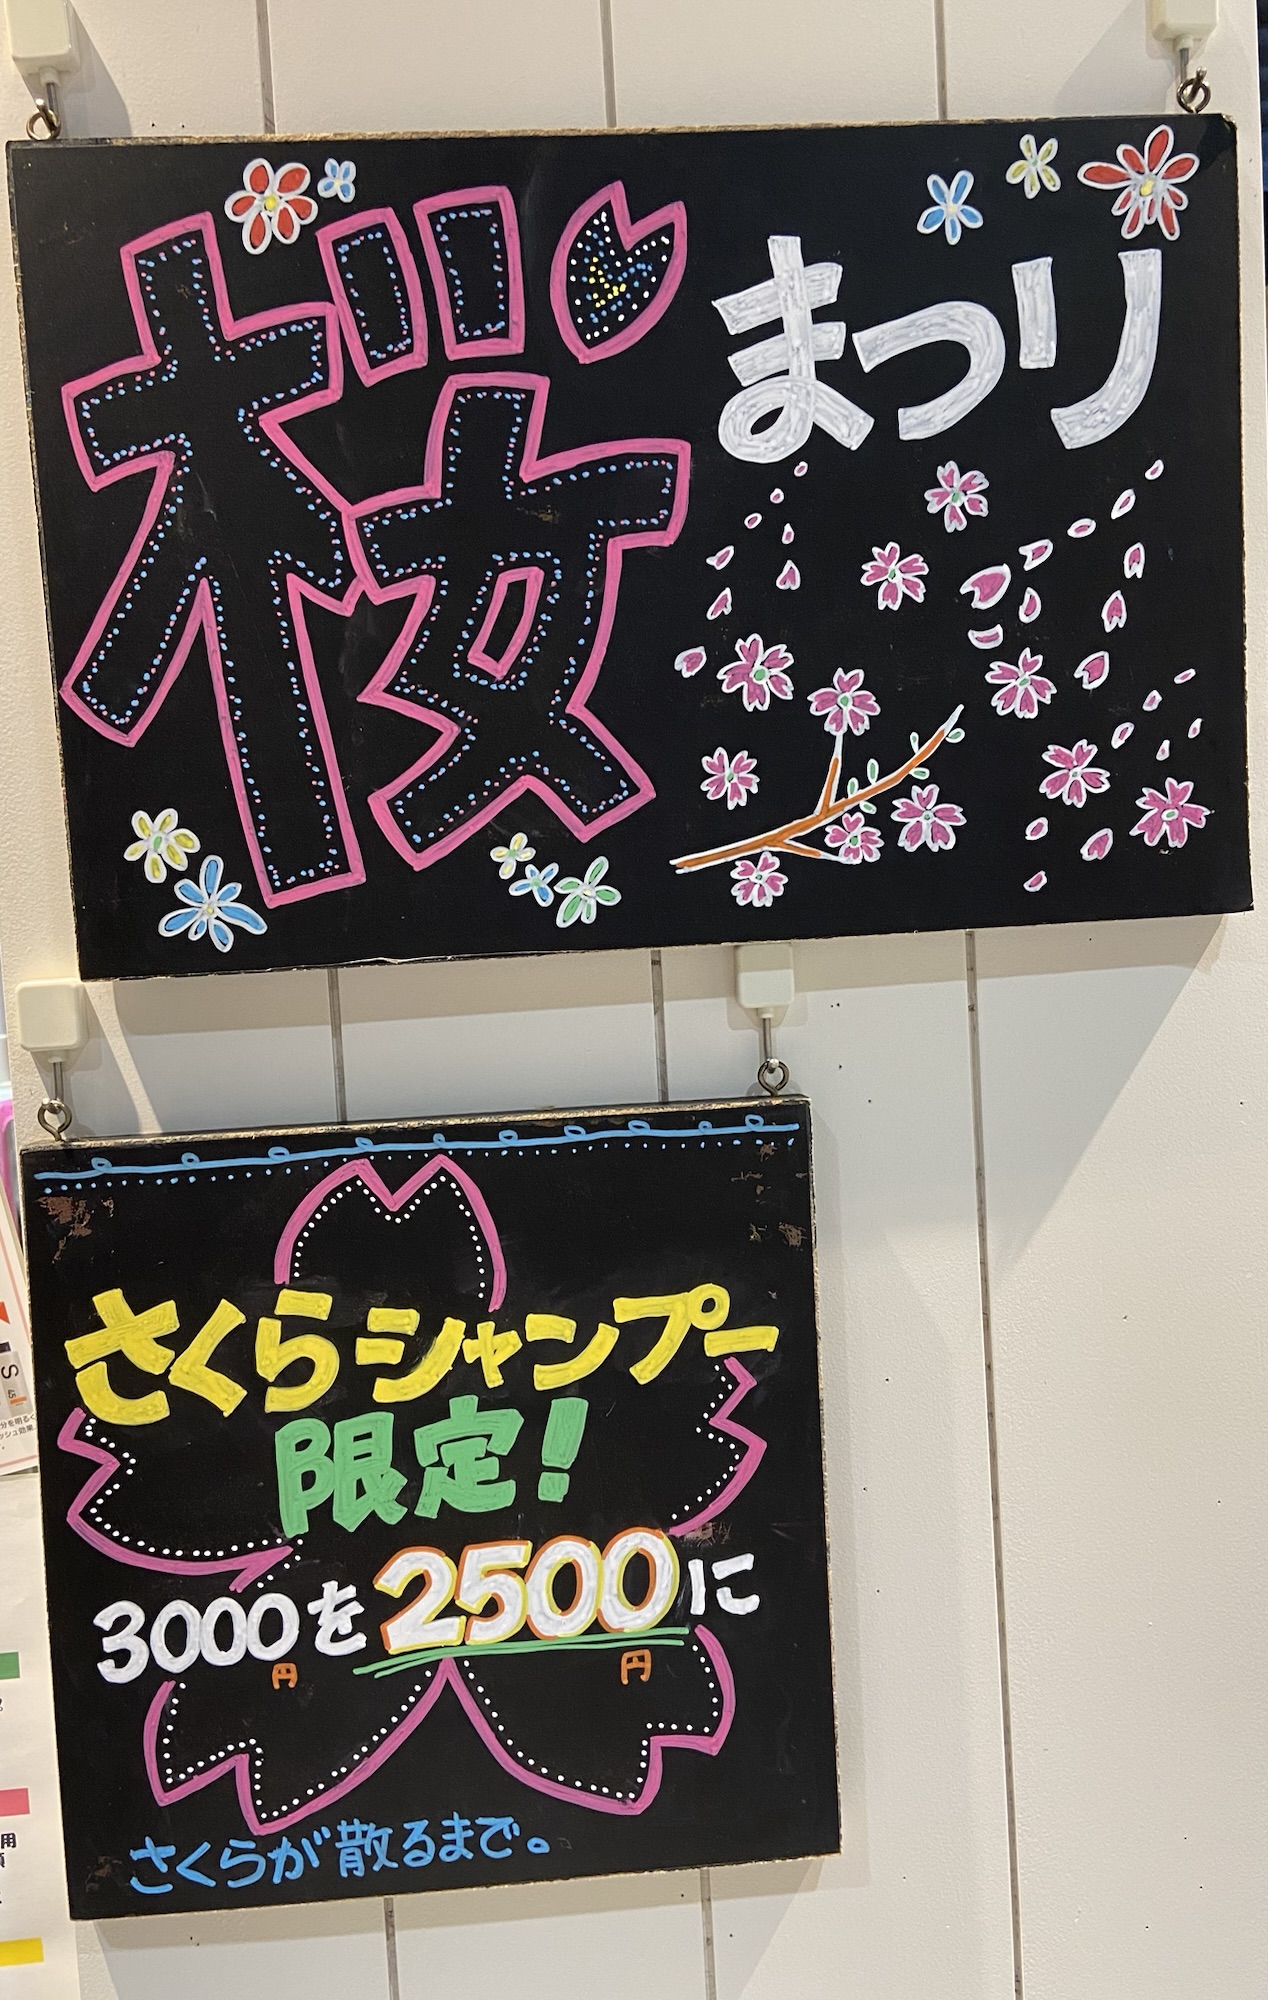 桜まつり
さくらシャンプー
限定!
3000円を2500円に
さくらが散るまで。